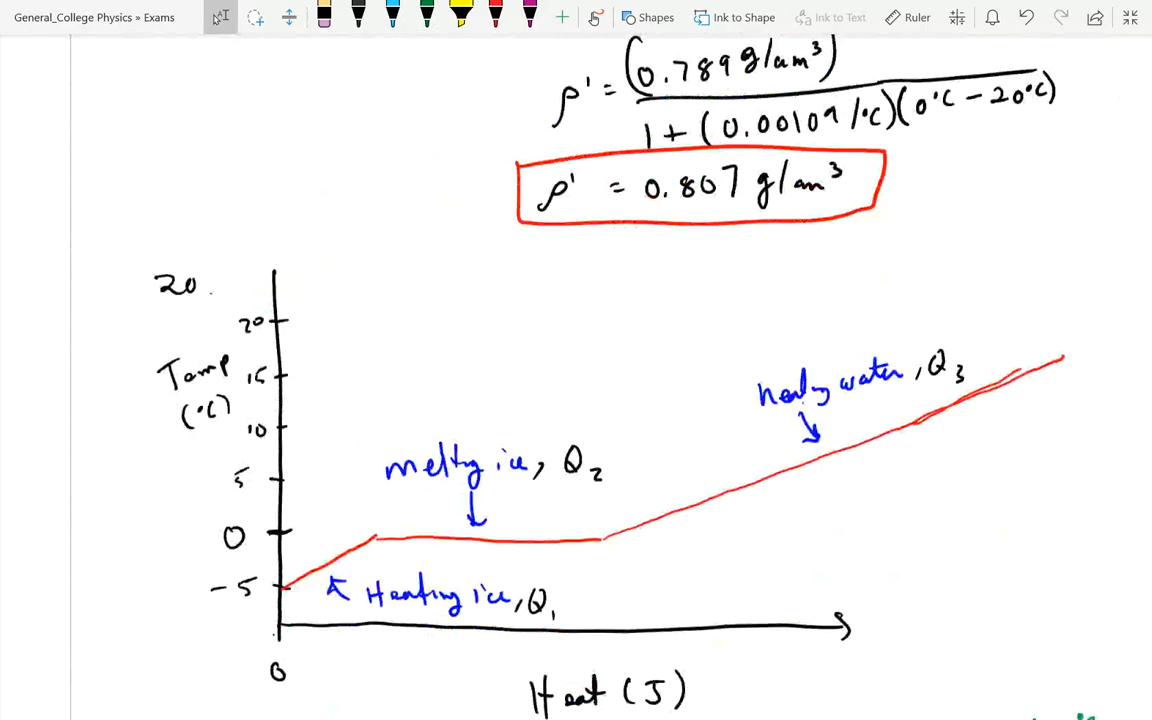 General_College Physics » Exams
Shapes
Ink to Shape
Ink to Text
Ruler
ρ' = (0.789 g/cm³)
1 + (0.00109 /°C)(0°C - 20°C)
ρ' = 0.807 g/cm³
20.
20
Temp
(°C)
15
10
5
0
-5
heating water, Q₃
melting ice, Q₂
Heating ice, Q₁
0
Heat (J)